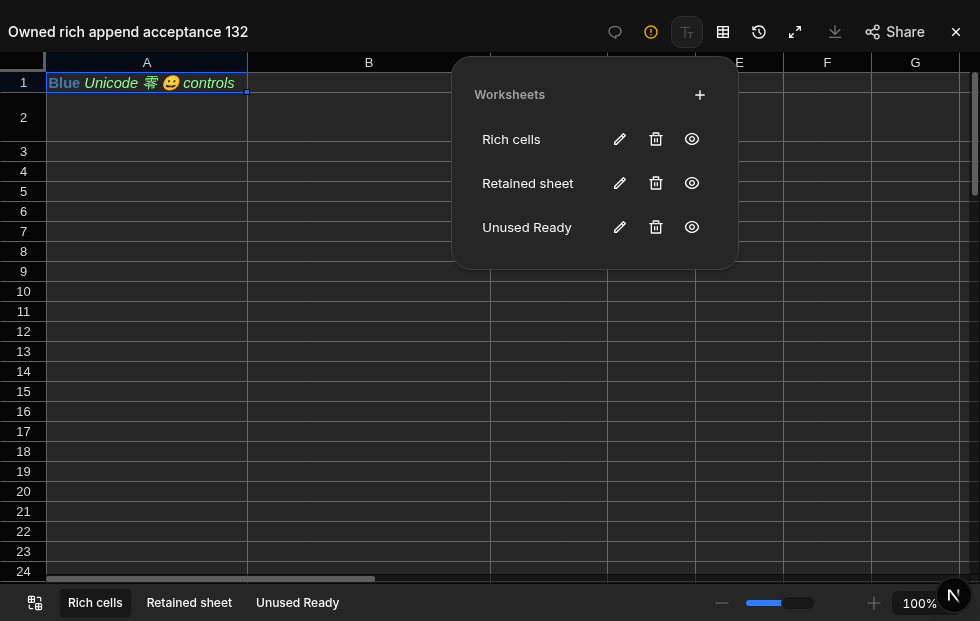 Owned rich append acceptance 132
Share
A B E F G
1 Blue Unicode 零 😀 controls
2
3
4
5
6
7
8
9
10
11
12
13
14
15
16
17
18
19
20
21
22
23
24
Worksheets
Rich cells
Retained sheet
Unused Ready
Rich cells Retained sheet Unused Ready
100%
N